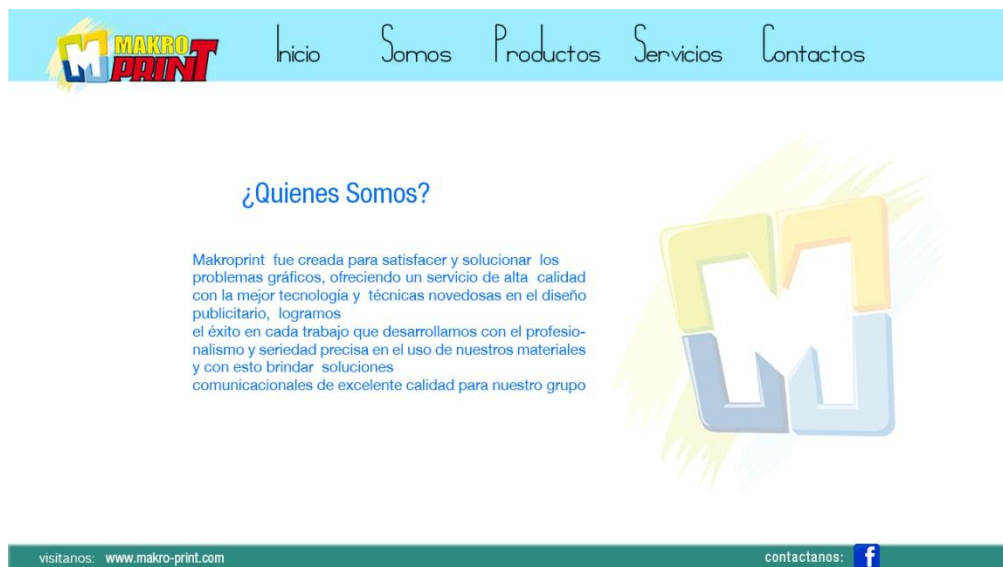 MAKRO
PRINT
Inicio Somos Productos Servicios Contactos
¿Quienes Somos?
Makroprint fue creada para satisfacer y solucionar los
problemas gráficos, ofreciendo un servicio de alta calidad
con la mejor tecnología y técnicas novedosas en el diseño
publicitario, logramos
el éxito en cada trabajo que desarrollamos con el profesio-
nalismo y seriedad precisa en el uso de nuestros materiales
y con esto brindar soluciones
comunicacionales de excelente calidad para nuestro grupo
visitanos: www.makro-print.com contactanos: f